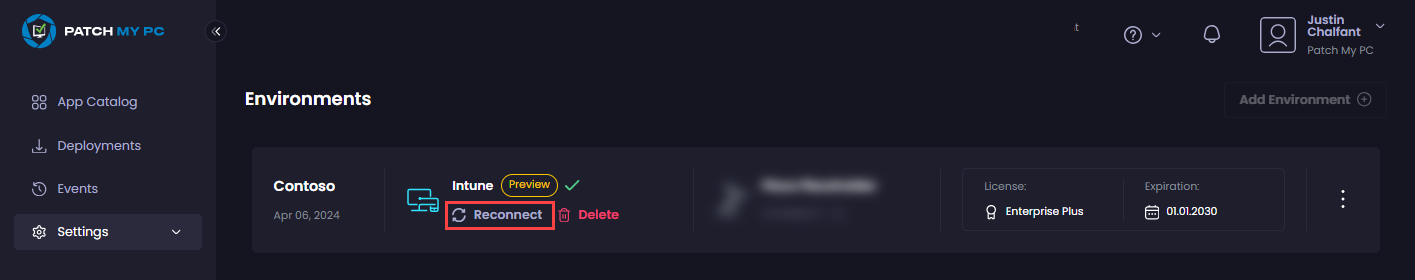 PATCH MY PC
Justin
Chalfant
Patch My PC
App Catalog
Deployments
Events
Settings
Environments
Add Environment
Contoso
Apr 06, 2024
Intune Preview
Reconnect Delete
License:
Enterprise Plus
Expiration:
01.01.2030